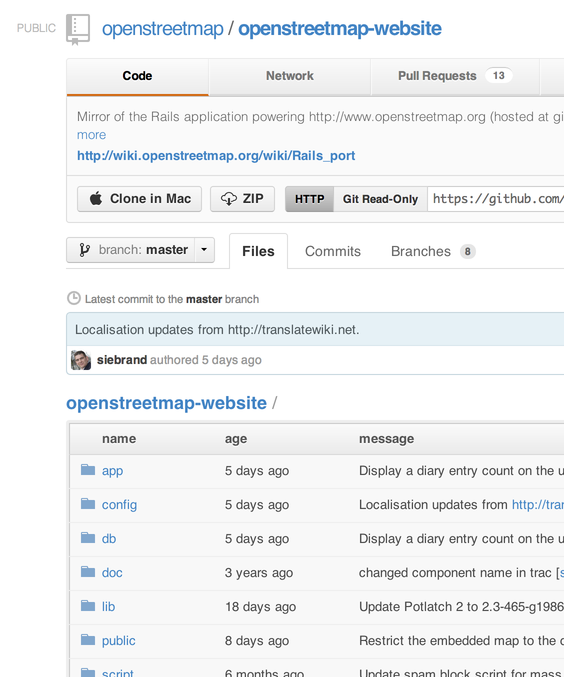 PUBLIC openstreetmap / openstreetmap-website
Code Network Pull Requests 13
Mirror of the Rails application powering http://www.openstreetmap.org (hosted at gi
more
http://wiki.openstreetmap.org/wiki/Rails_port
Clone in Mac ZIP HTTP Git Read-Only https://github.com/
branch: master Files Commits Branches 8
Latest commit to the master branch
Localisation updates from http://translatewiki.net.
siebrand authored 5 days ago
openstreetmap-website /
name age message
app 5 days ago Display a diary entry count on the u
config 5 days ago Localisation updates from http://tra
db 5 days ago Display a diary entry count on the u
doc 3 years ago changed component name in trac [s
lib 18 days ago Update Potlatch 2 to 2.3-465-g1986
public 8 days ago Restrict the embedded map to the
script 6 months ago Update spam block script for mass